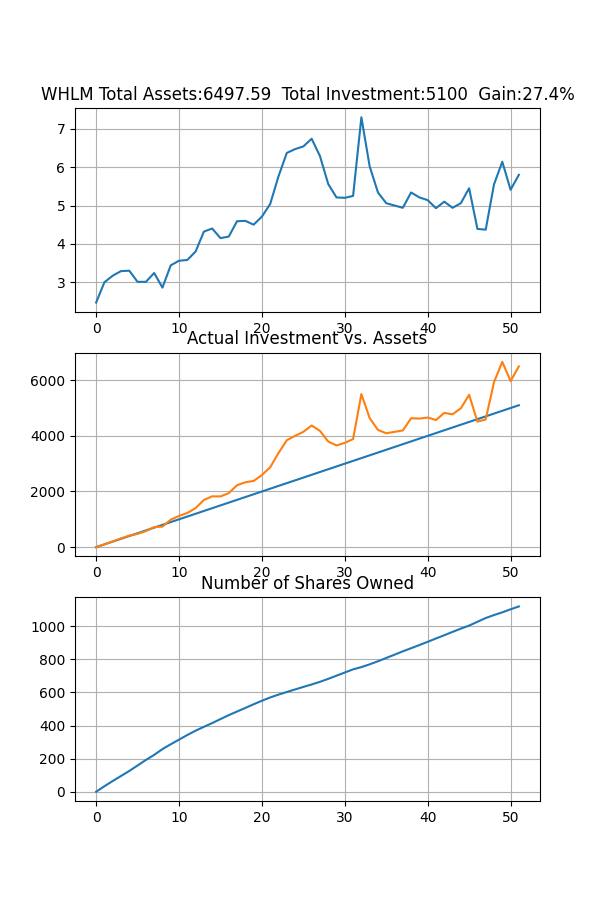 WHLM Total Assets:6497.59  Total Investment:5100  Gain:27.4%
7
6
5
4
3
0 10 20 30 40 50
Actual Investment vs. Assets
6000
4000
2000
0
0 10 20 30 40 50
Number of Shares Owned
1000
800
600
400
200
0
0 10 20 30 40 50